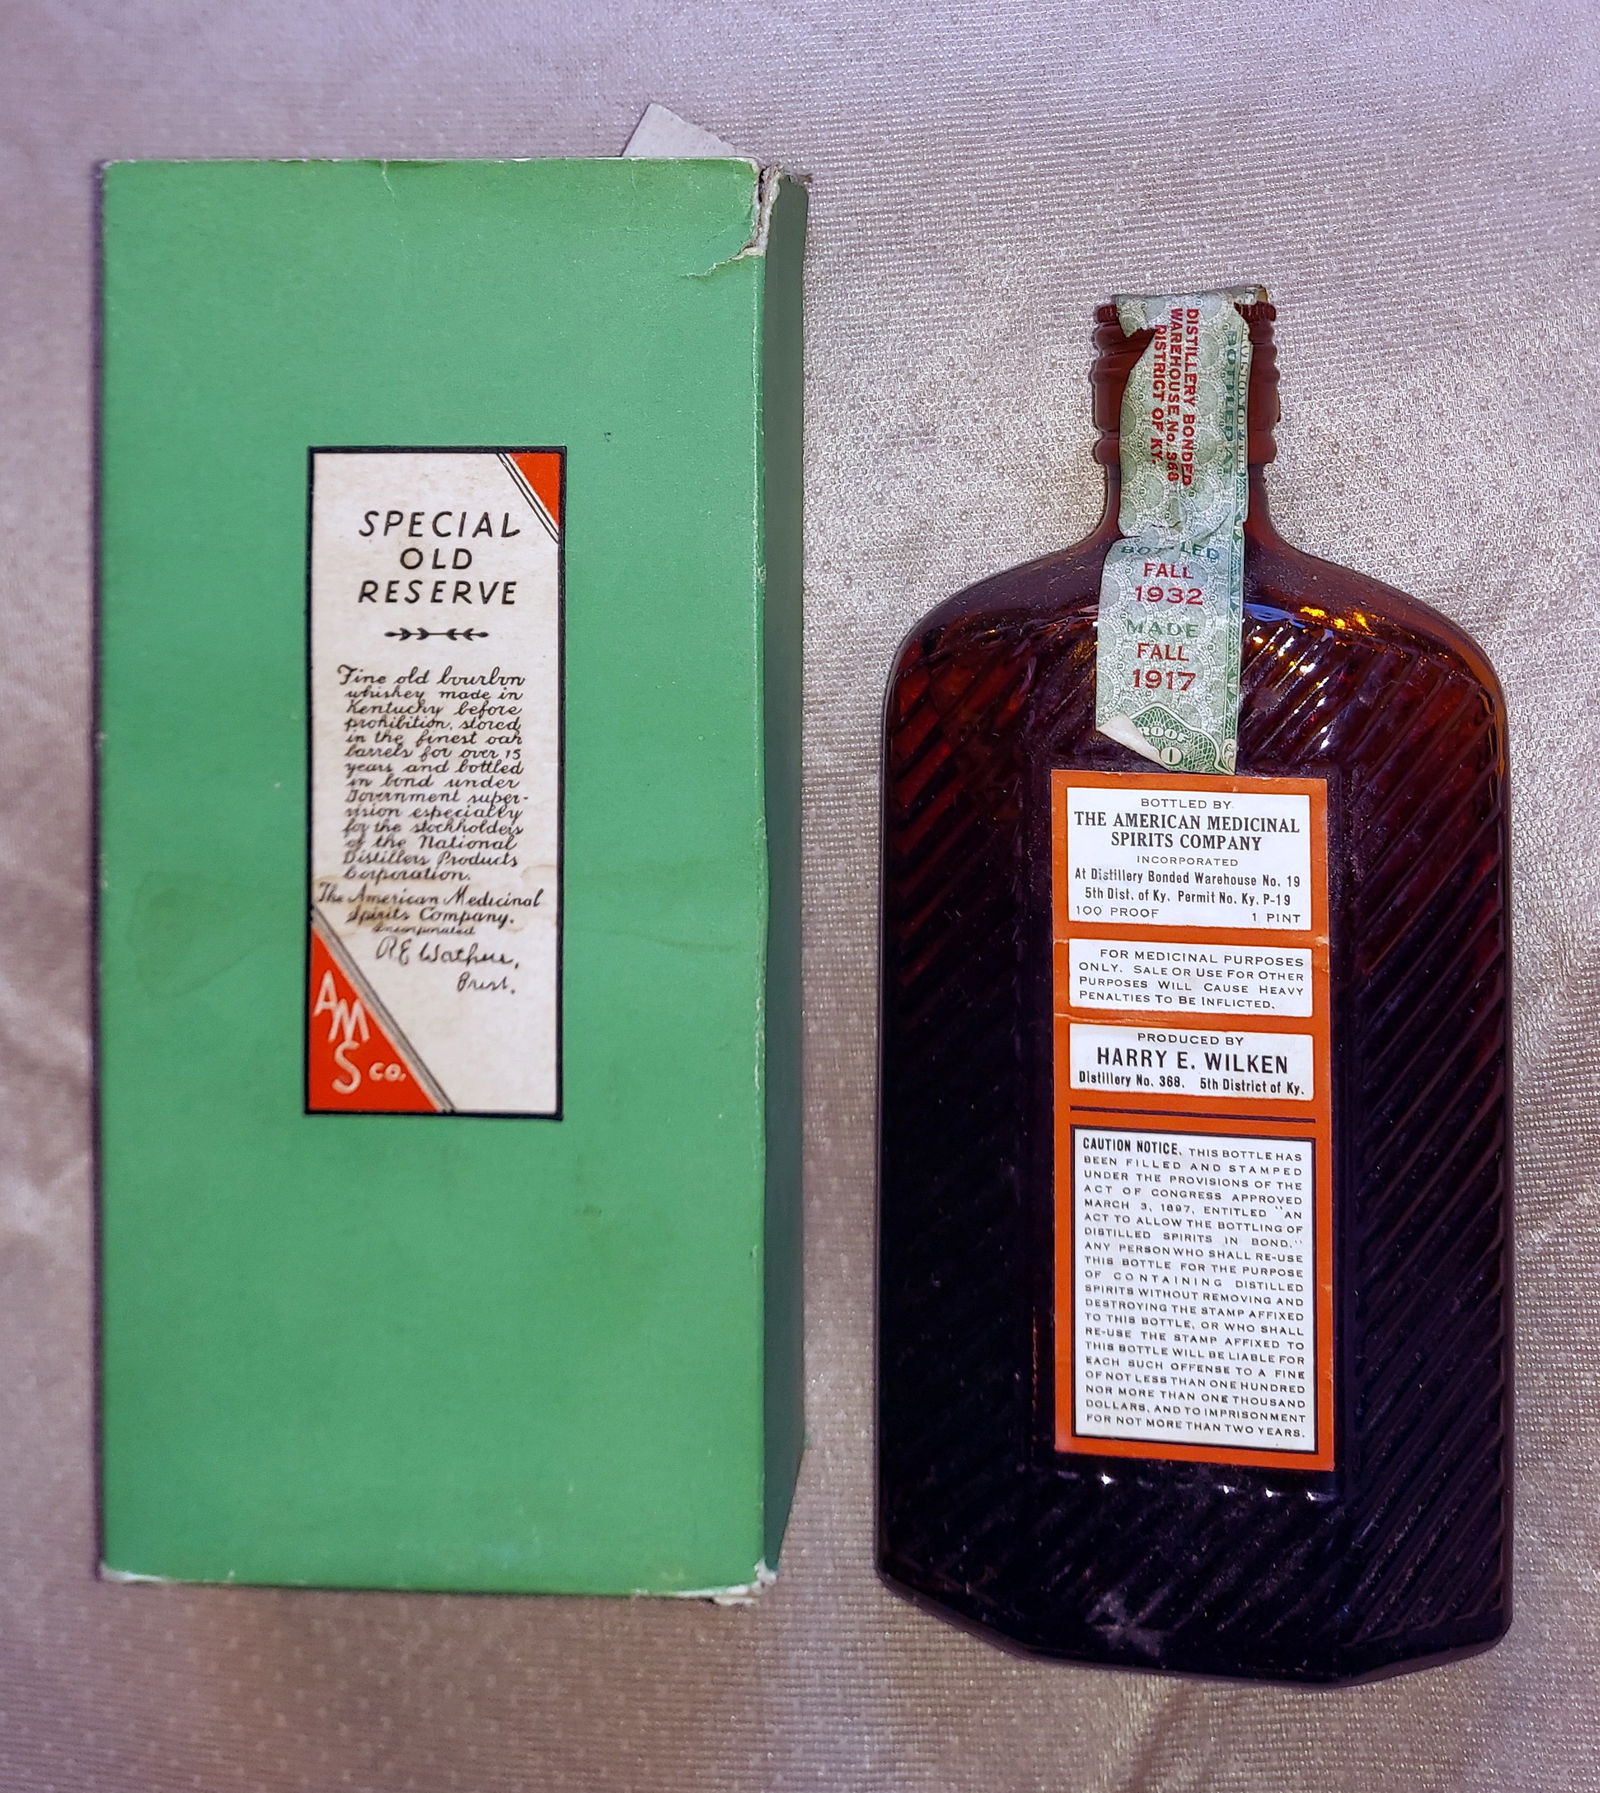 SPECIAL
OLD
RESERVE
Fine old bourbon
whiskey made in
Kentucky before
prohibition, stored
in the finest oak
barrels for over 15
years and bottled
in bond under
Government super-
vision especially
for the stockholders
of the National
Distillers Products
Corporation.
The American Medicinal
Spirits Company.
Incorporated
R E Wathen,
Prest.
AMS CO.
DISTILLERY BONDED
WAREHOUSE No. 368
DISTRICT OF KY.
BOTTLED
FALL
1932
MADE
FALL
1917
PROOF
BOTTLED BY
THE AMERICAN MEDICINAL
SPIRITS COMPANY
INCORPORATED
At Distillery Bonded Warehouse No. 19
5th Dist. of Ky. Permit No. Ky. P-19
100 PROOF 1 PINT
FOR MEDICINAL PURPOSES
ONLY. SALE OR USE FOR OTHER
PURPOSES WILL CAUSE HEAVY
PENALTIES TO BE INFLICTED.
PRODUCED BY
HARRY E. WILKEN
Distillery No. 368. 5th District of Ky.
CAUTION NOTICE. THIS BOTTLE HAS
BEEN FILLED AND STAMPED
UNDER THE PROVISIONS OF THE
ACT OF CONGRESS APPROVED
MARCH 3, 1897, ENTITLED "AN
ACT TO ALLOW THE BOTTLING OF
DISTILLED SPIRITS IN BOND."
ANY PERSON WHO SHALL RE-USE
THIS BOTTLE FOR THE PURPOSE
OF CONTAINING DISTILLED
SPIRITS WITHOUT REMOVING AND
DESTROYING THE STAMP AFFIXED
TO THIS BOTTLE, OR WHO SHALL
RE-USE THE STAMP AFFIXED TO
THIS BOTTLE WILL BE LIABLE FOR
EACH SUCH OFFENSE TO A FINE
OF NOT LESS THAN ONE HUNDRED
NOR MORE THAN ONE THOUSAND
DOLLARS, AND TO IMPRISONMENT
FOR NOT MORE THAN TWO YEARS.